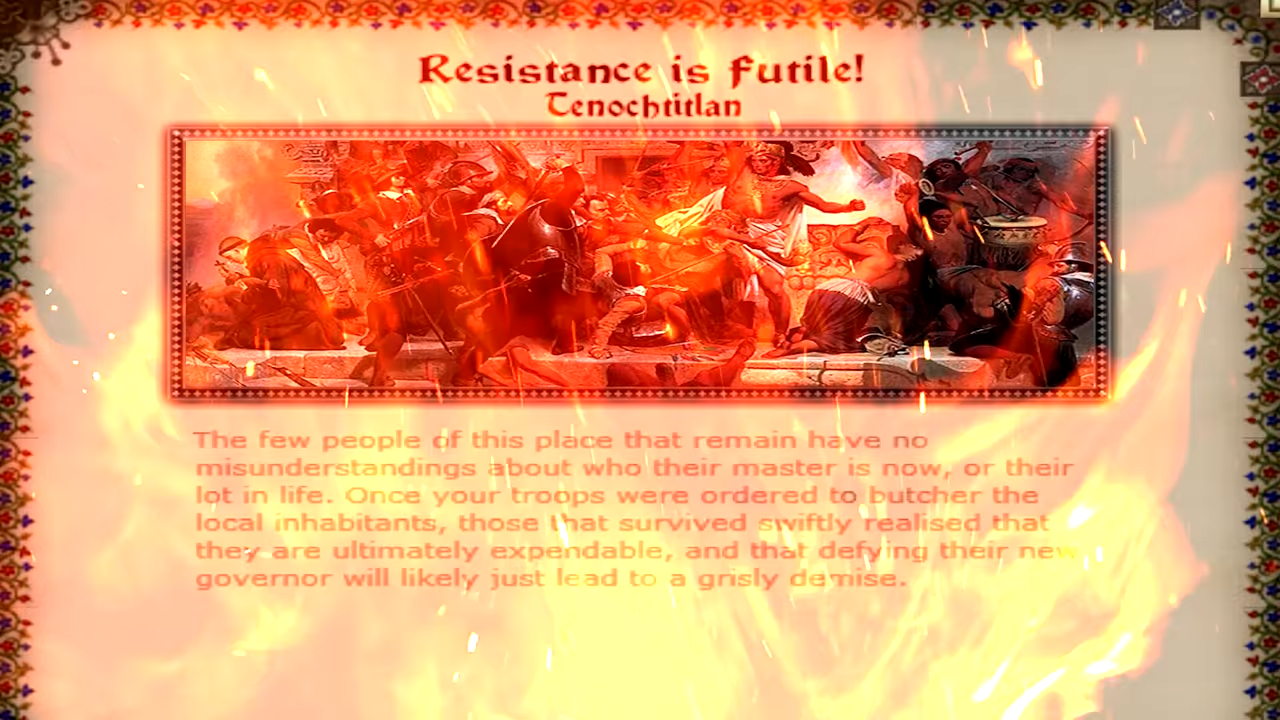 Resistance is Futile!
Tenochtitlan
The few people of this place that remain have no
misunderstandings about who their master is now, or their
lot in life. Once your troops were ordered to butcher the
local inhabitants, those that survived swiftly realised that
they are ultimately expendable, and that defying their new
governor will likely just lead to a grisly demise.